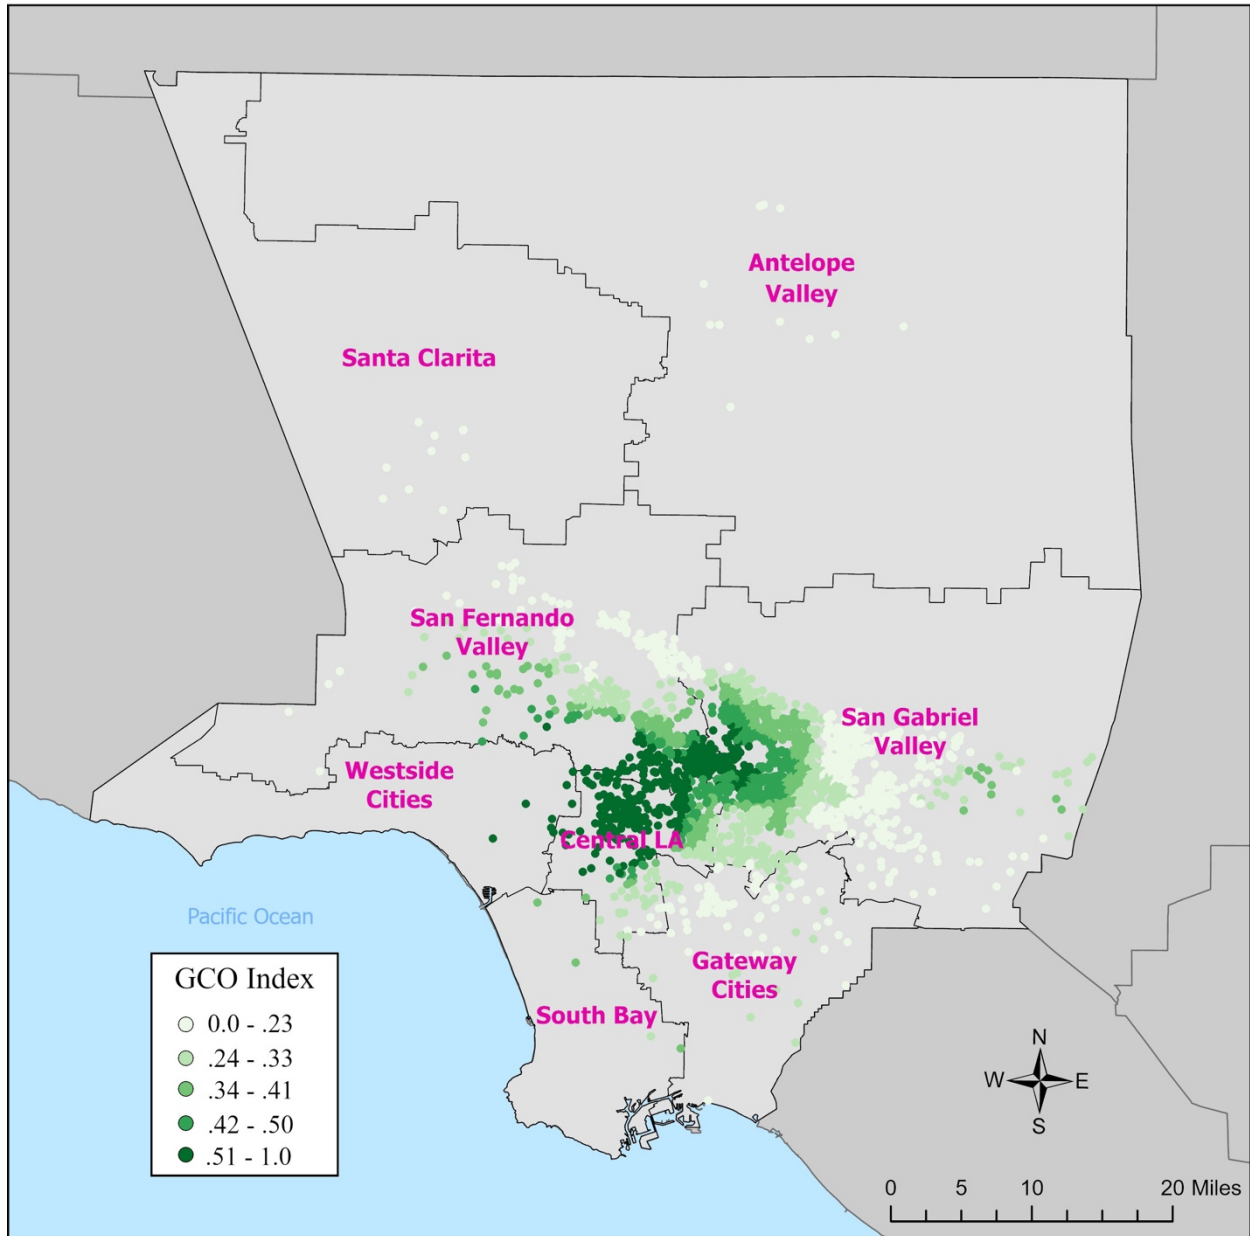 Antelope
Valley
Santa Clarita
San Fernando
Valley
San Gabriel
Valley
Westside
Cities
Central LA
Pacific Ocean
Gateway
Cities
South Bay
GCO Index
0.0 - .23
.24 - .33
.34 - .41
.42 - .50
.51 - 1.0
N
W E
S
0 5 10 20 Miles